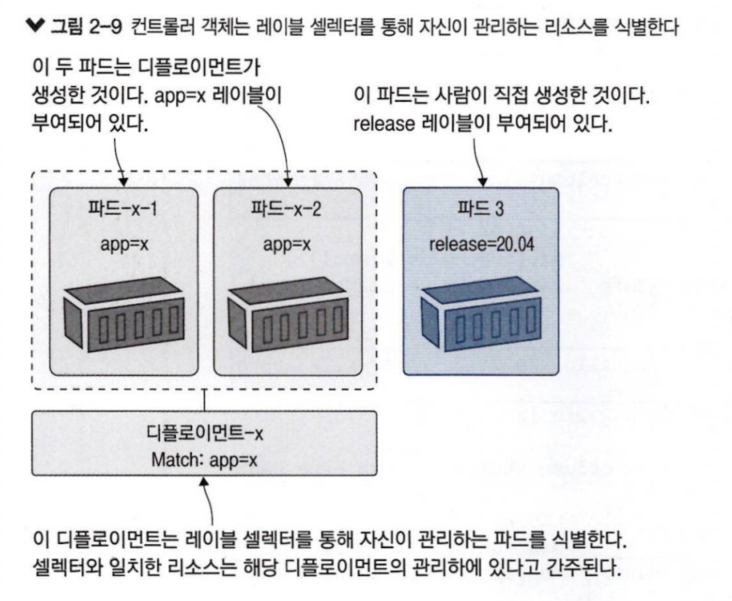 그림 2-9 컨트롤러 객체는 레이블 셀렉터를 통해 자신이 관리하는 리소스를 식별한다
이 두 파드는 디플로이먼트가
생성한 것이다. app=x 레이블이
부여되어 있다.
이 파드는 사람이 직접 생성한 것이다.
release 레이블이 부여되어 있다.
파드-x-1
app=x
파드-x-2
app=x
파드 3
release=20.04
디플로이먼트-x
Match: app=x
이 디플로이먼트는 레이블 셀렉터를 통해 자신이 관리하는 파드를 식별한다.
셀렉터와 일치한 리소스는 해당 디플로이먼트의 관리하에 있다고 간주된다.